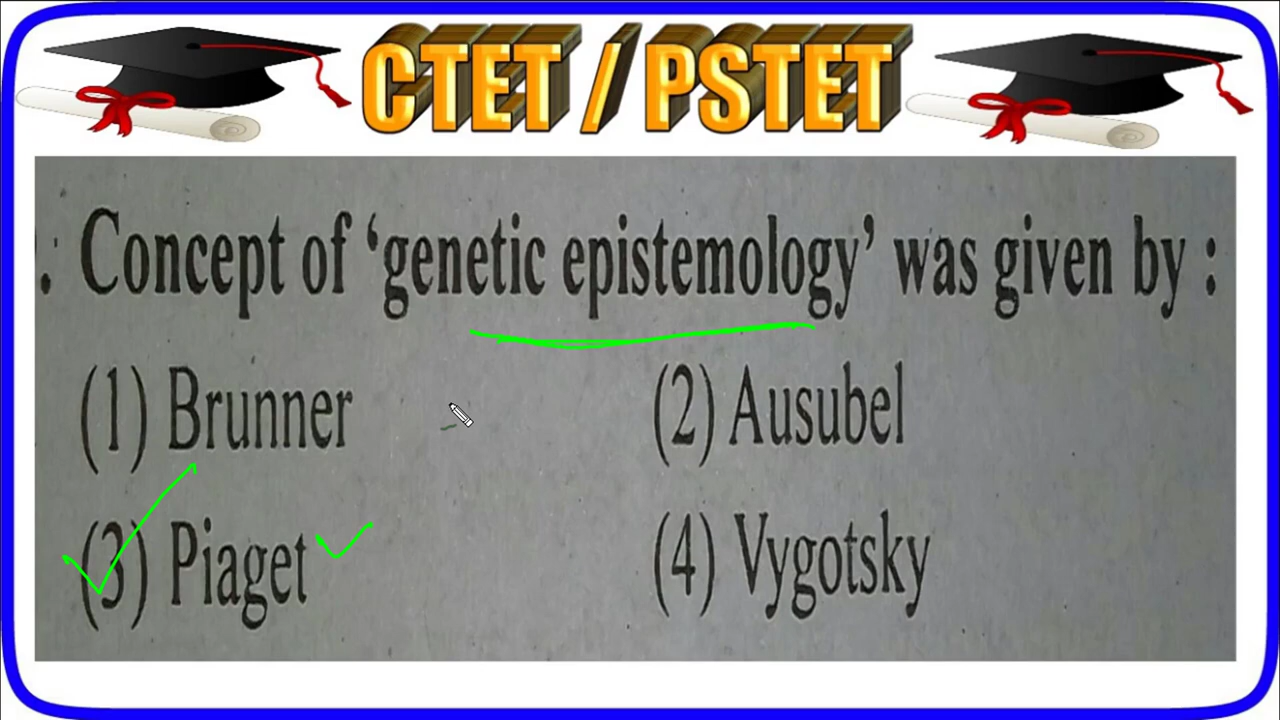 CTET / PSTET
. Concept of ‘genetic epistemology’ was given by :
(1) Brunner (2) Ausubel
(3) Piaget (4) Vygotsky